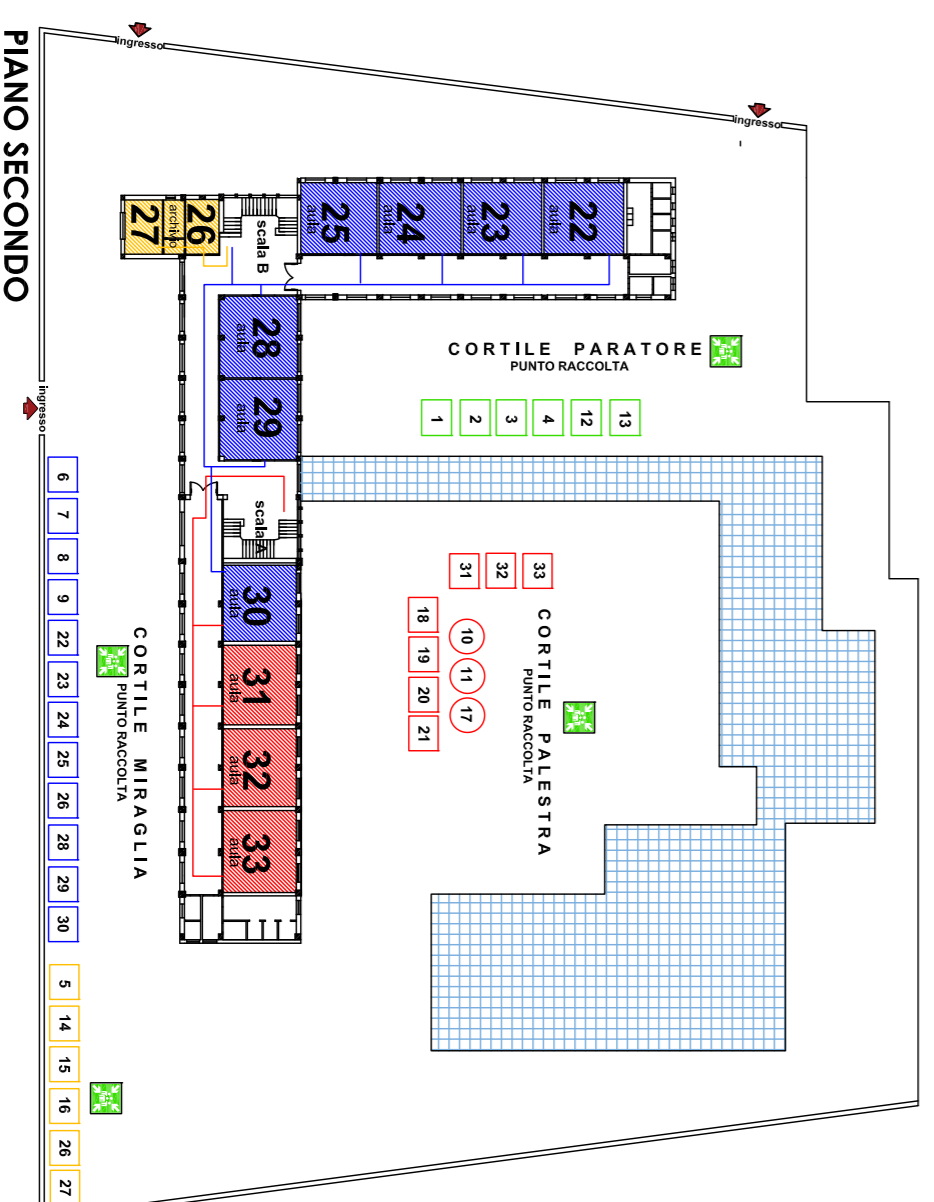 PIANO SECONDO
ingresso
ingresso
ingresso
22
aula
23
aula
24
aula
25
aula
scala B
26
archivio
27
28
aula
29
aula
scala A
30
aula
31
aula
32
aula
33
aula
CORTILE PARATORE
PUNTO RACCOLTA
1
2
3
4
12
13
CORTILE PALESTRA
PUNTO RACCOLTA
31
32
33
10
11
17
18
19
20
21
CORTILE MIRAGLIA
PUNTO RACCOLTA
6
7
8
9
22
23
24
25
26
28
29
30
5
14
15
16
26
27